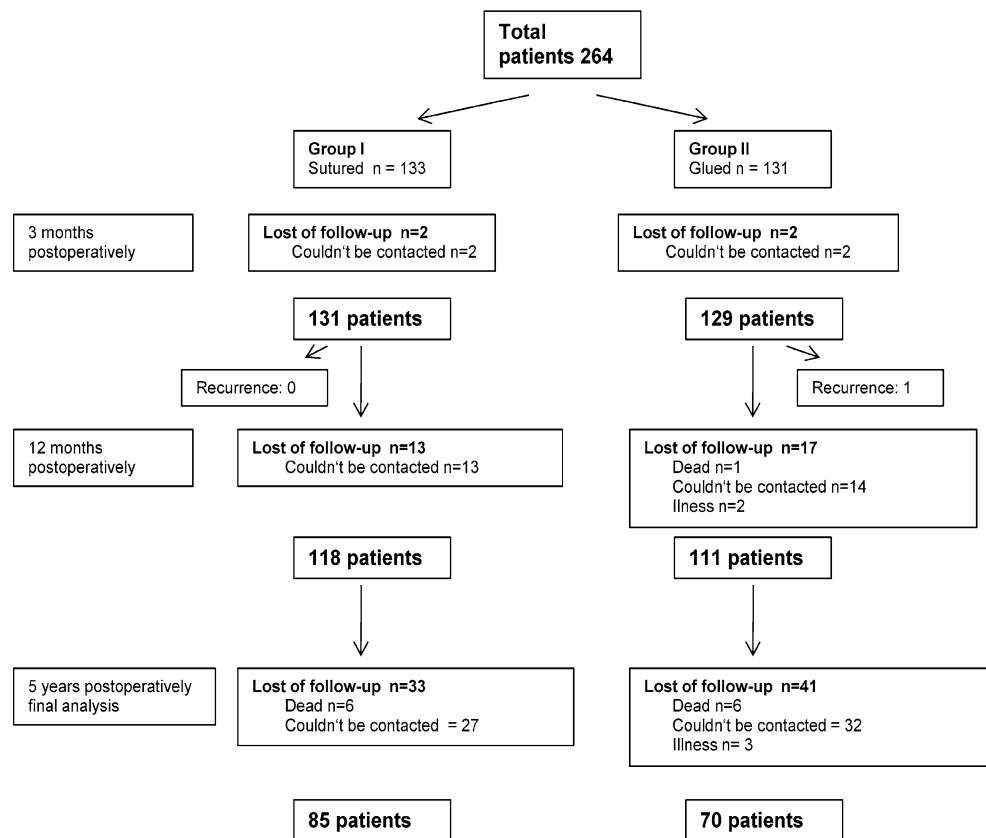 Total
patients 264
Group I
Sutured n = 133
Group II
Glued n = 131
3 months
postoperatively
Lost of follow-up n=2
Couldn‘t be contacted n=2
Lost of follow-up n=2
Couldn‘t be contacted n=2
131 patients
129 patients
Recurrence: 0
Recurrence: 1
12 months
postoperatively
Lost of follow-up n=13
Couldn‘t be contacted n=13
Lost of follow-up n=17
Dead n=1
Couldn‘t be contacted n=14
Ilness n=2
118 patients
111 patients
5 years postoperatively
final analysis
Lost of follow-up n=33
Dead n=6
Couldn‘t be contacted = 27
Lost of follow-up n=41
Dead n=6
Couldn‘t be contacted = 32
Illness n= 3
85 patients
70 patients